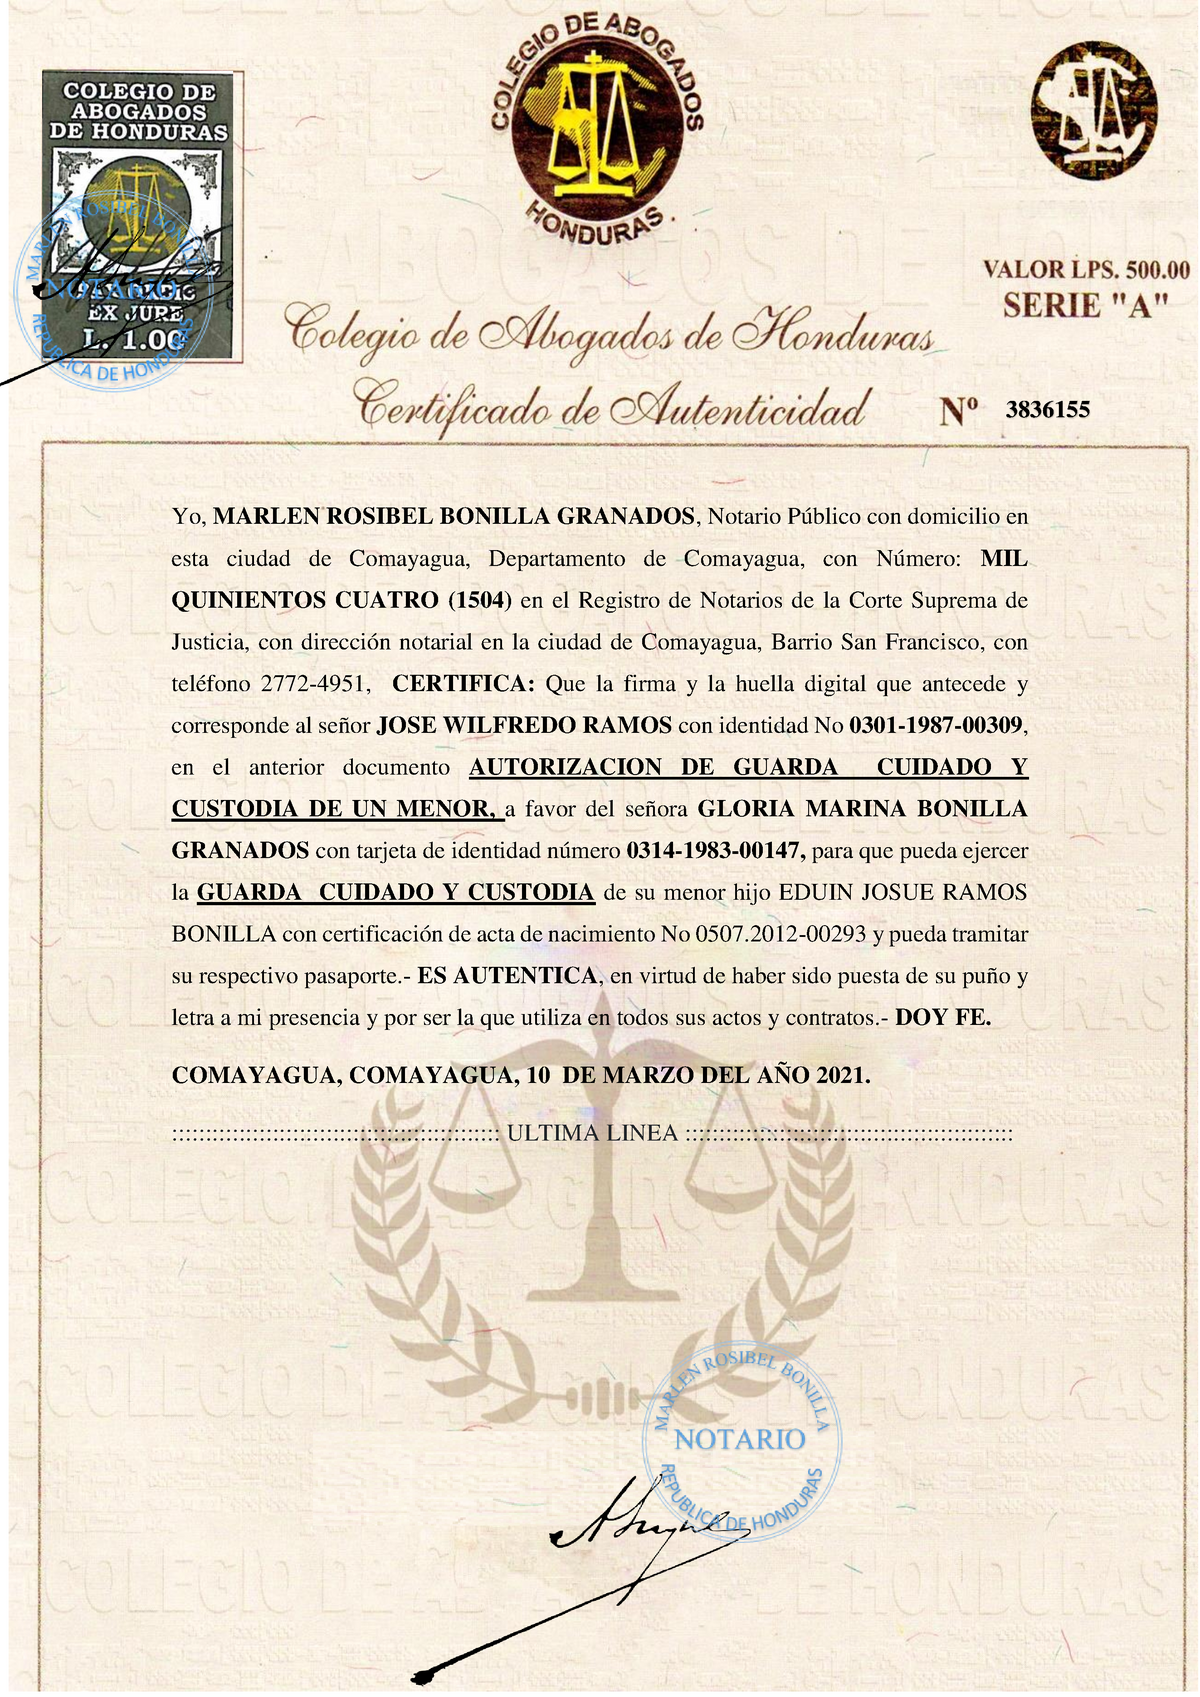 COLEGIO DE ABOGADOS
HONDURAS
COLEGIO DE
ABOGADOS
DE HONDURAS
EX JURE
L. 1.00
MARLEN ROSIBEL BONILLA
NOTARIO
REPUBLICA DE HONDURAS
VALOR LPS. 500.00
SERIE "A"
Colegio de Abogados de Honduras
Certificado de Autenticidad Nº 3836155
Yo, MARLEN ROSIBEL BONILLA GRANADOS, Notario Público con domicilio en
esta ciudad de Comayagua, Departamento de Comayagua, con Número: MIL
QUINIENTOS CUATRO (1504) en el Registro de Notarios de la Corte Suprema de
Justicia, con dirección notarial en la ciudad de Comayagua, Barrio San Francisco, con
teléfono 2772-4951, CERTIFICA: Que la firma y la huella digital que antecede y
corresponde al señor JOSE WILFREDO RAMOS con identidad No 0301-1987-00309,
en el anterior documento AUTORIZACION DE GUARDA CUIDADO Y
CUSTODIA DE UN MENOR, a favor del señora GLORIA MARINA BONILLA
GRANADOS con tarjeta de identidad número 0314-1983-00147, para que pueda ejercer
la GUARDA CUIDADO Y CUSTODIA de su menor hijo EDUIN JOSUE RAMOS
BONILLA con certificación de acta de nacimiento No 0507.2012-00293 y pueda tramitar
su respectivo pasaporte.- ES AUTENTICA, en virtud de haber sido puesta de su puño y
letra a mi presencia y por ser la que utiliza en todos sus actos y contratos.- DOY FE.
COMAYAGUA, COMAYAGUA, 10 DE MARZO DEL AÑO 2021.
:::::::::::::::::::::::::::::::::::::::::::::::: ULTIMA LINEA ::::::::::::::::::::::::::::::::::::::::::::::::
MARLEN ROSIBEL BONILLA
NOTARIO
REPUBLICA DE HONDURAS